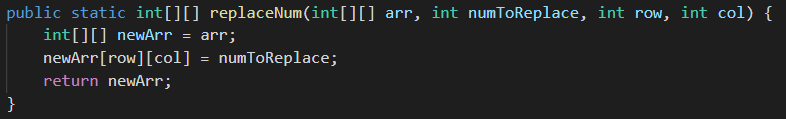 public static int[][] replaceNum(int[][] arr, int numToReplace, int row, int col) {
    int[][] newArr = arr;
    newArr[row][col] = numToReplace;
    return newArr;
}